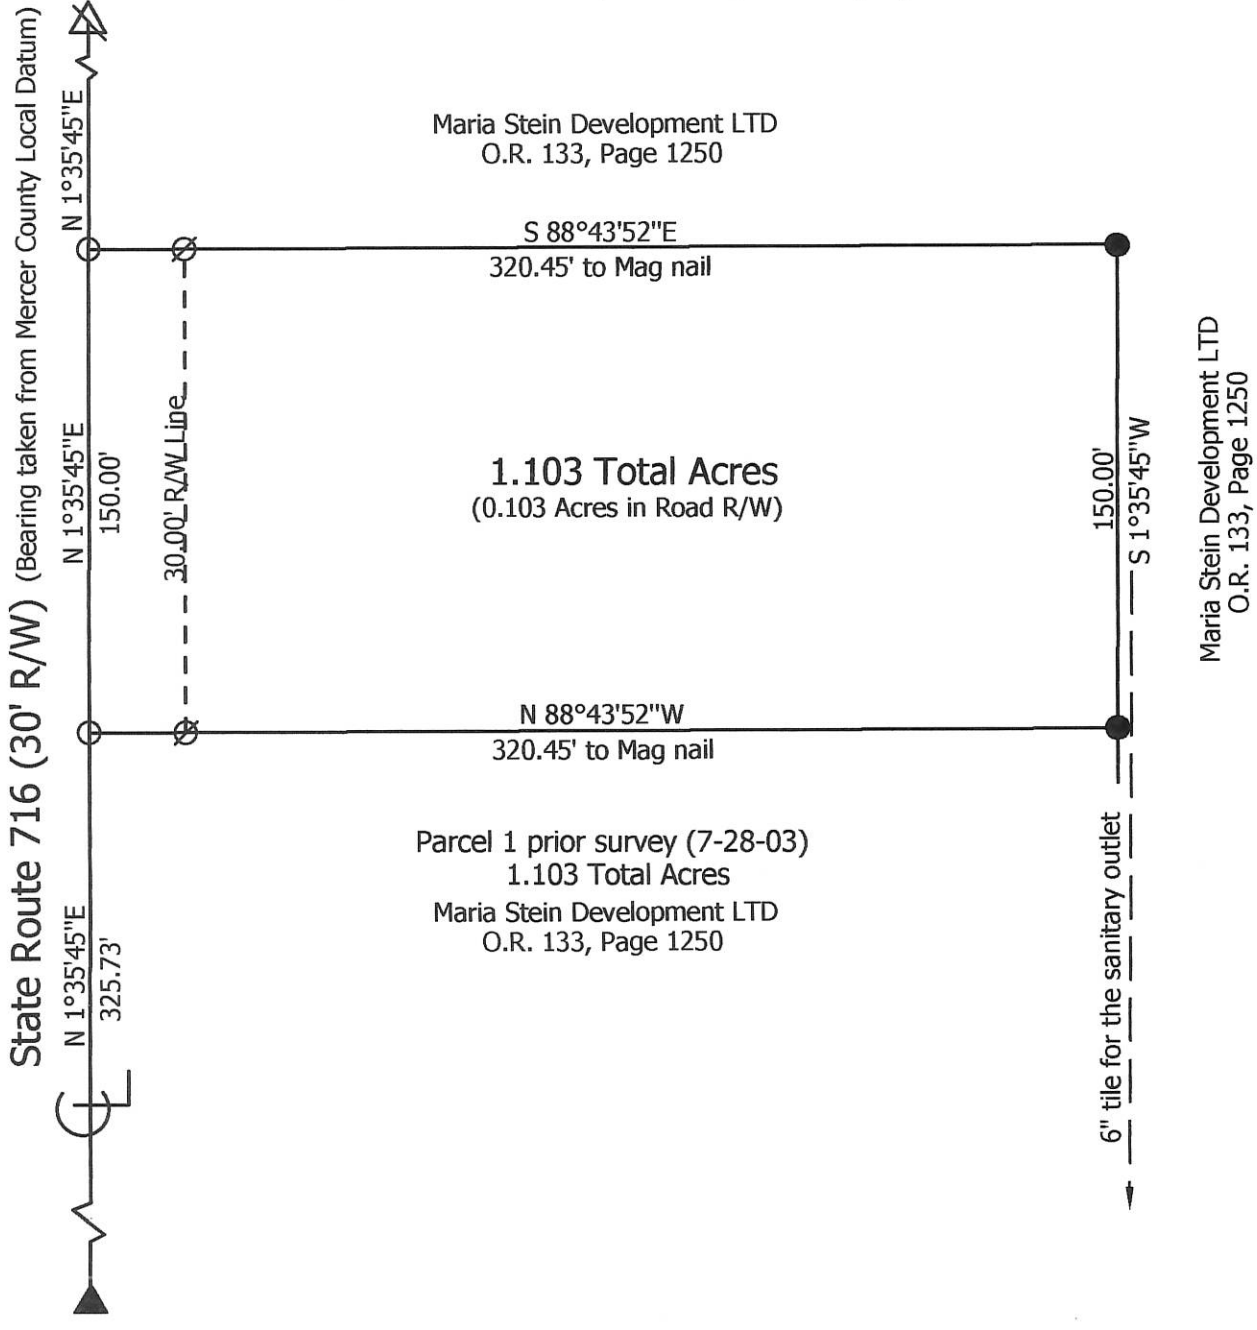 State Route 716 (30' R/W) (Bearing taken from Mercer County Local Datum)
N 1°35'45"E
Maria Stein Development LTD
O.R. 133, Page 1250
S 88°43'52"E
320.45' to Mag nail
N 1°35'45"E
150.00'
30.00' R/W Line
1.103 Total Acres
(0.103 Acres in Road R/W)
150.00'
S 1°35'45"W
Maria Stein Development LTD
O.R. 133, Page 1250
N 88°43'52"W
320.45' to Mag nail
Parcel 1 prior survey (7-28-03)
1.103 Total Acres
Maria Stein Development LTD
O.R. 133, Page 1250
N 1°35'45"E
325.73'
6" tile for the sanitary outlet